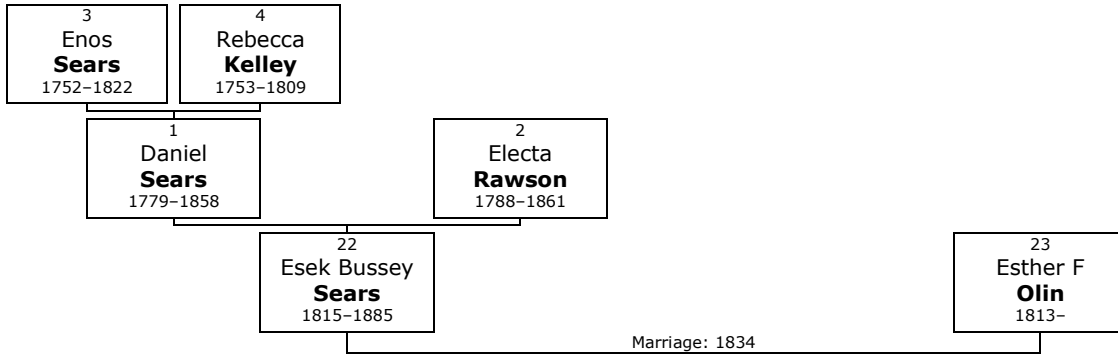 3
Enos
Sears
1752–1822
4
Rebecca
Kelley
1753–1809
1
Daniel
Sears
1779–1858
2
Electa
Rawson
1788–1861
22
Esek Bussey
Sears
1815–1885
23
Esther F
Olin
1813–
Marriage: 1834